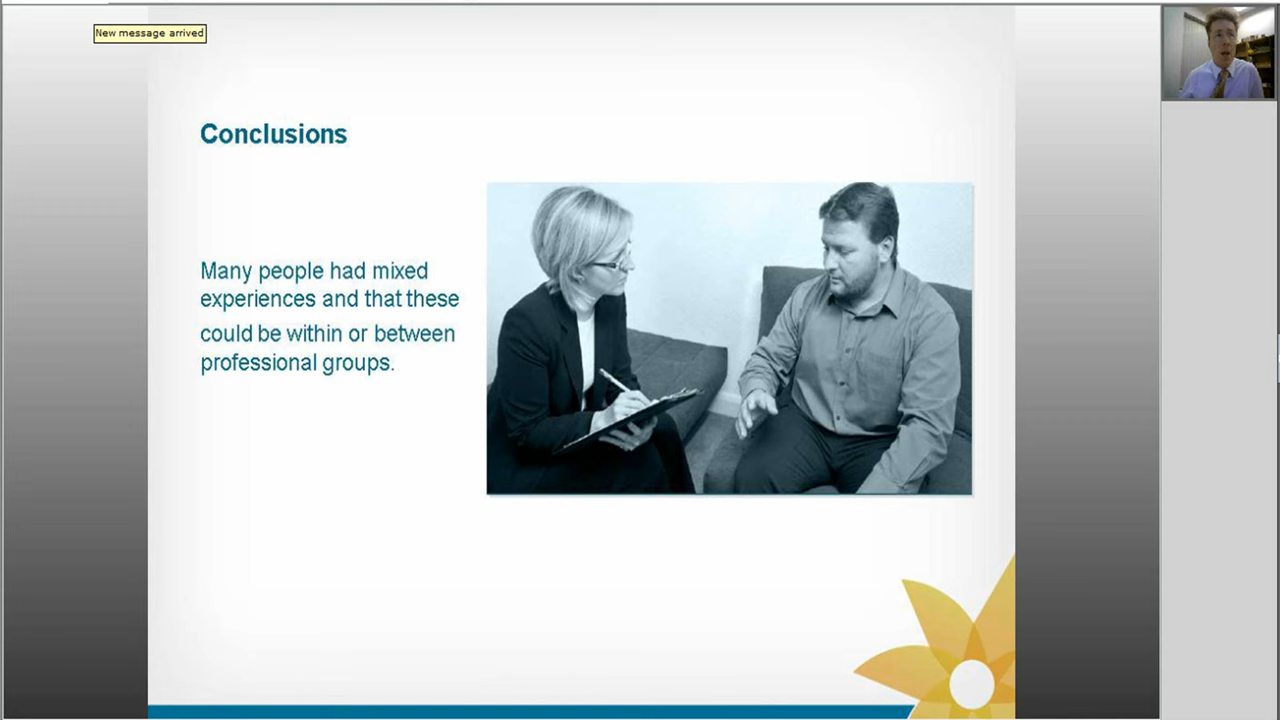 New message arrived
Conclusions
Many people had mixed
experiences and that these
could be within or between
professional groups.